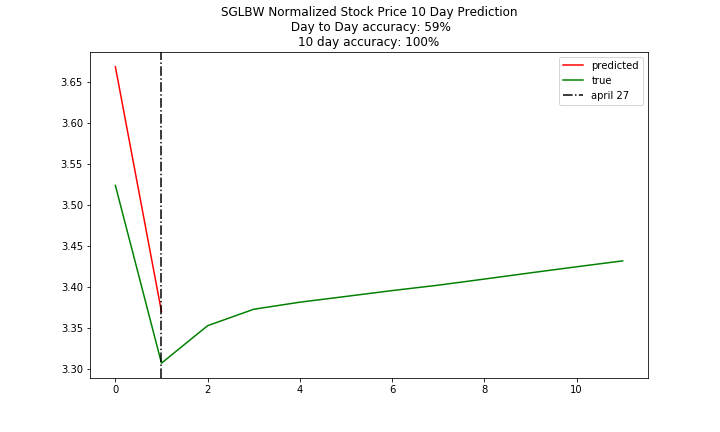 SGLBW Normalized Stock Price 10 Day Prediction
Day to Day accuracy: 59%
10 day accuracy: 100%
predicted
true
april 27
3.65
3.60
3.55
3.50
3.45
3.40
3.35
3.30
0 2 4 6 8 10